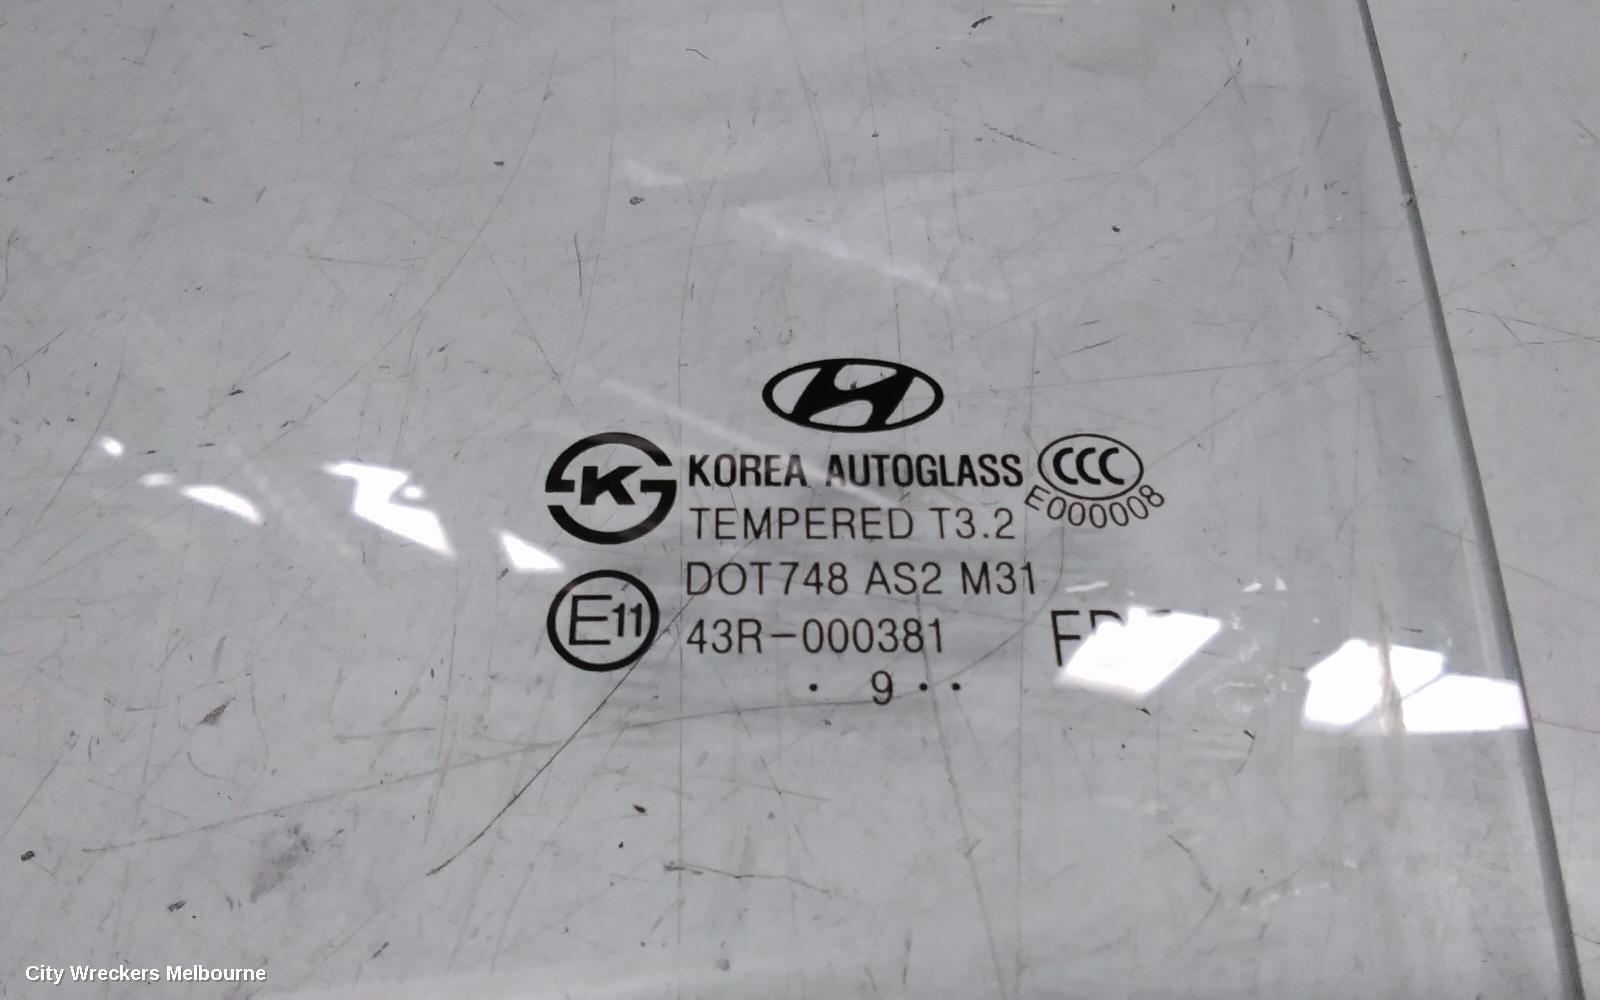 K
KOREA AUTOGLASS
CCC
E000008
TEMPERED T3.2
DOT748 AS2 M31
E11
43R-000381
. 9 . .
City Wreckers Melbourne